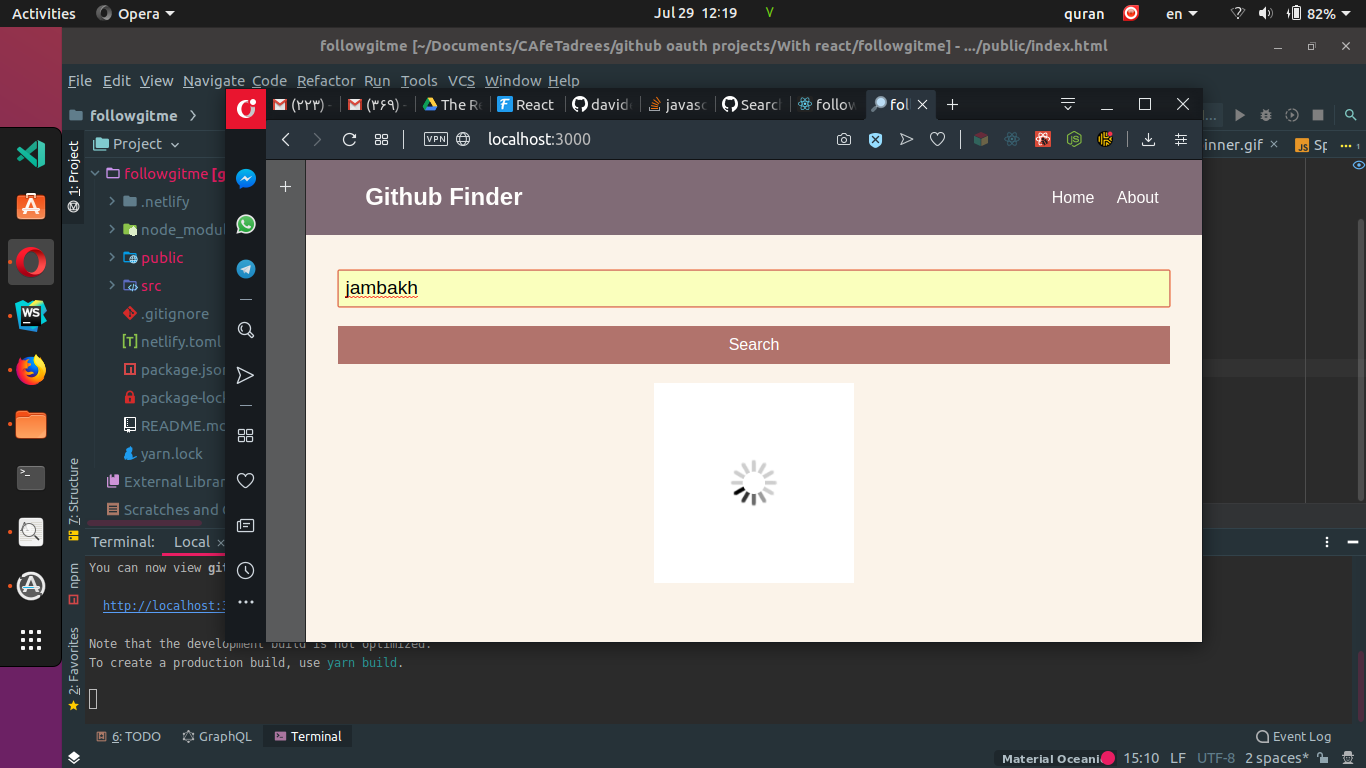 Activities Opera Jul 29 12:19 quran en 82%
followgitme [~/Documents/CAfeTadrees/github oauth projects/With react/followgitme] - .../public/index.html
File Edit View Navigate Code Refactor Run Tools VCS Window Help
followgitme
(۲۲۳) (۳۶۹) The Re React davide javasc Search follow fol
VPN localhost:3000
Project
1: Project
inner.gif Sp
followgitme [g
.netlify
node_modu
public
src
.gitignore
netlify.toml
package.json
package-lock
README.md
yarn.lock
External Librar
Scratches and C
Github Finder Home About
jambakh
Search
7: Structure
npm
2: Favorites
Terminal: Local
You can now view git
http://localhost:3
Note that the development build is not optimized.
To create a production build, use yarn build.
6: TODO GraphQL Terminal Event Log
Material Oceanic 15:10 LF UTF-8 2 spaces*